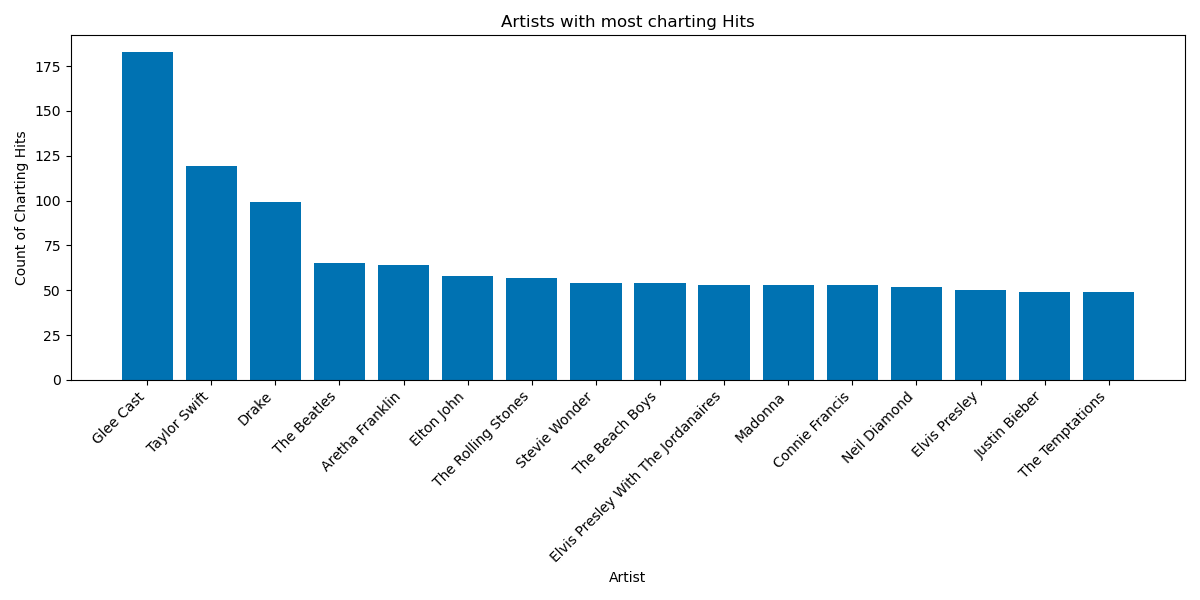 Artists with most charting Hits
Count of Charting Hits
175
150
125
100
75
50
25
0
Glee Cast
Taylor Swift
Drake
The Beatles
Aretha Franklin
Elton John
The Rolling Stones
Stevie Wonder
The Beach Boys
Elvis Presley With The Jordanaires
Madonna
Connie Francis
Neil Diamond
Elvis Presley
Justin Bieber
The Temptations
Artist